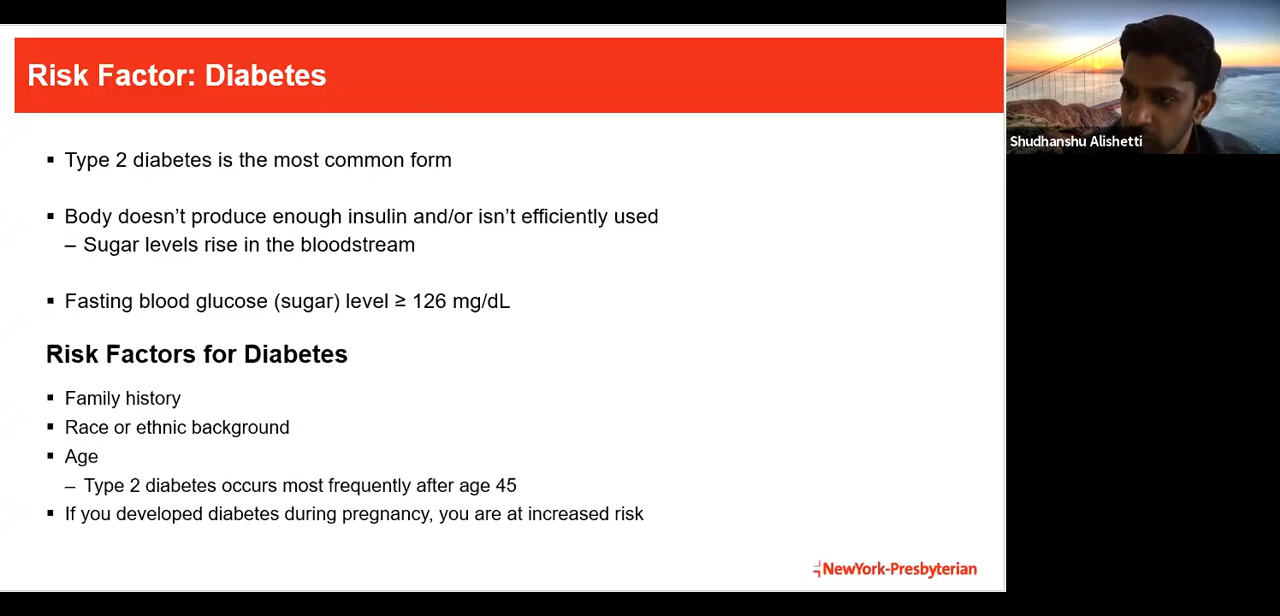 Risk Factor: Diabetes
▪ Type 2 diabetes is the most common form
▪ Body doesn’t produce enough insulin and/or isn’t efficiently used
– Sugar levels rise in the bloodstream
▪ Fasting blood glucose (sugar) level ≥ 126 mg/dL
Risk Factors for Diabetes
▪ Family history
▪ Race or ethnic background
▪ Age
– Type 2 diabetes occurs most frequently after age 45
▪ If you developed diabetes during pregnancy, you are at increased risk
NewYork-Presbyterian
Shudhanshu Alishetti